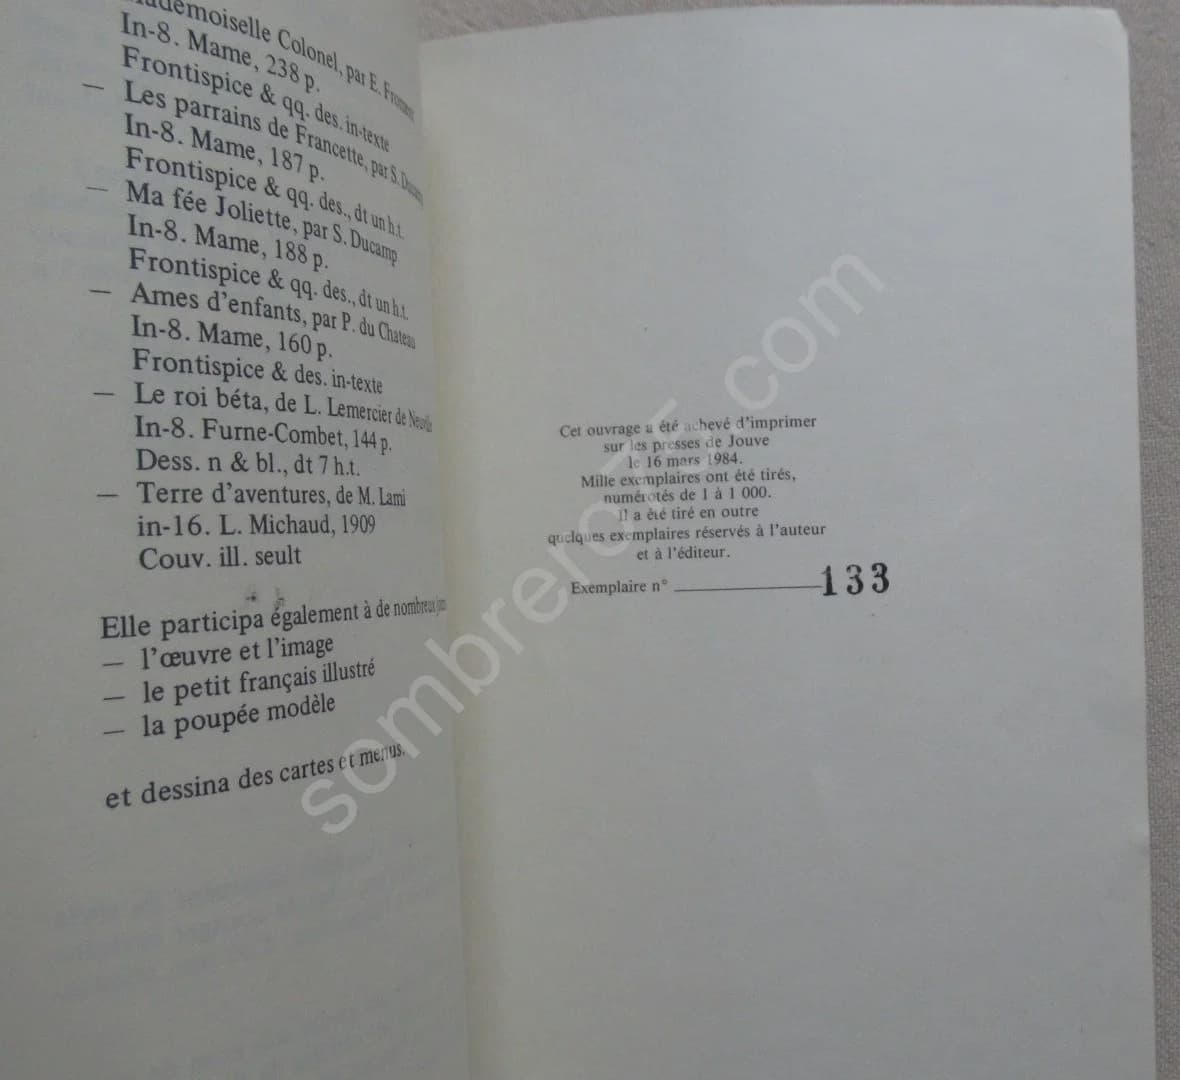 Mademoiselle Colonel, par E. Froment
In-8. Mame, 238 p.
Frontispice & qq. des. in-texte
— Les parrains de Francette, par S. Ducamp
In-8. Mame, 187 p.
Frontispice & qq. des., dt un h.t.
— Ma fée Joliette, par S. Ducamp
In-8. Mame, 188 p.
Frontispice & qq. des., dt un h.t.
— Ames d'enfants, par P. du Chateau
In-8. Mame, 160 p.
Frontispice & des. in-texte
— Le roi béta, de L. Lemercier de
In-8. Furne-Combet, 144 p.
Dess. n & bl., dt 7 h.t.
— Terre d'aventures, de M. Lami
in-16. L. Michaud, 1909
Couv. ill. seult
Elle participa également à de nombreux
— l'œuvre et l'image
— le petit français illustré
— la poupée modèle
et dessina des cartes et menus.
Cet ouvrage a été achevé d'imprimer
sur les presses de Jouve
le 16 mars 1984.
Mille exemplaires ont été tirés,
numérotés de 1 à 1 000.
Il a été tiré en outre
quelques exemplaires réservés à l'auteur
et à l'éditeur.
Exemplaire n° 133